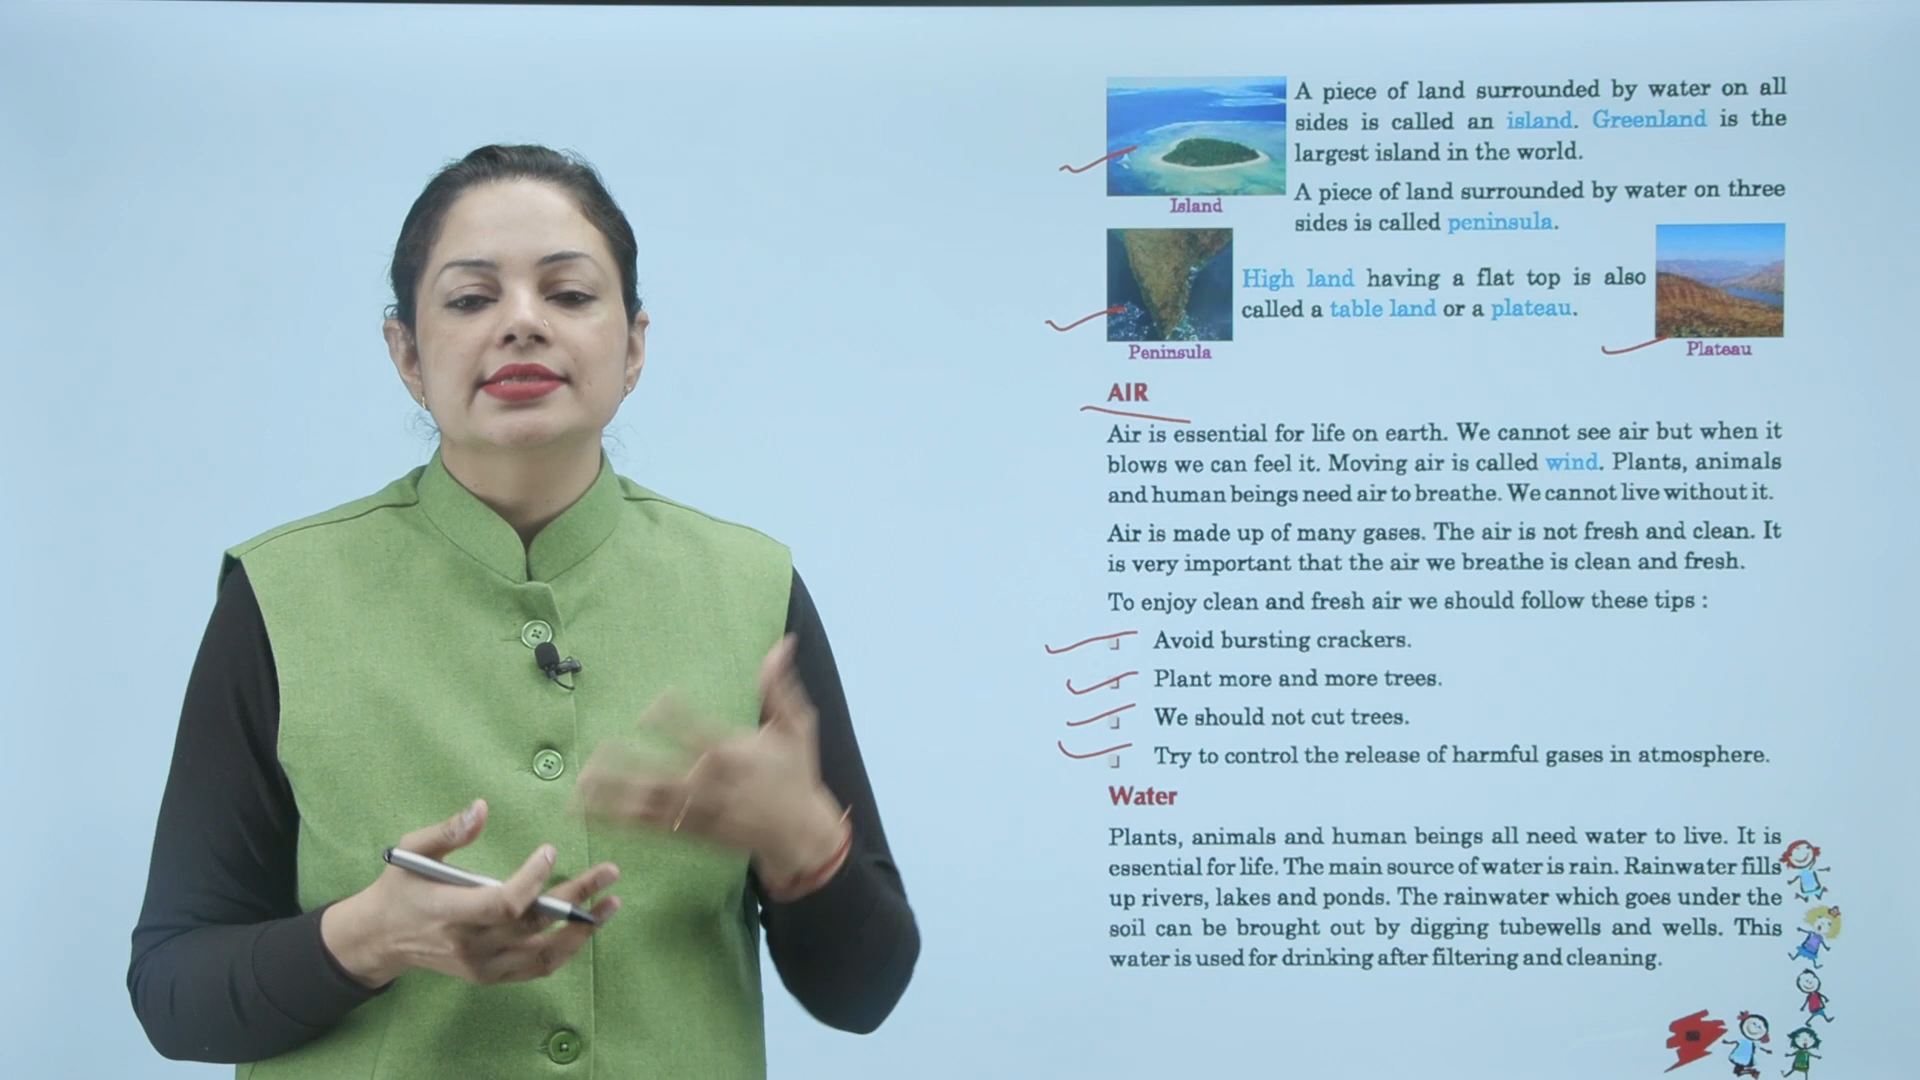 A piece of land surrounded by water on all
sides is called an island. Greenland is the
largest island in the world.
Island
A piece of land surrounded by water on three
sides is called peninsula.
High land having a flat top is also
called a table land or a plateau.
Peninsula
Plateau
AIR
Air is essential for life on earth. We cannot see air but when it
blows we can feel it. Moving air is called wind. Plants, animals
and human beings need air to breathe. We cannot live without it.
Air is made up of many gases. The air is not fresh and clean. It
is very important that the air we breathe is clean and fresh.
To enjoy clean and fresh air we should follow these tips :
Avoid bursting crackers.
Plant more and more trees.
We should not cut trees.
Try to control the release of harmful gases in atmosphere.
Water
Plants, animals and human beings all need water to live. It is
essential for life. The main source of water is rain. Rainwater fills
up rivers, lakes and ponds. The rainwater which goes under the
soil can be brought out by digging tubewells and wells. This
water is used for drinking after filtering and cleaning.